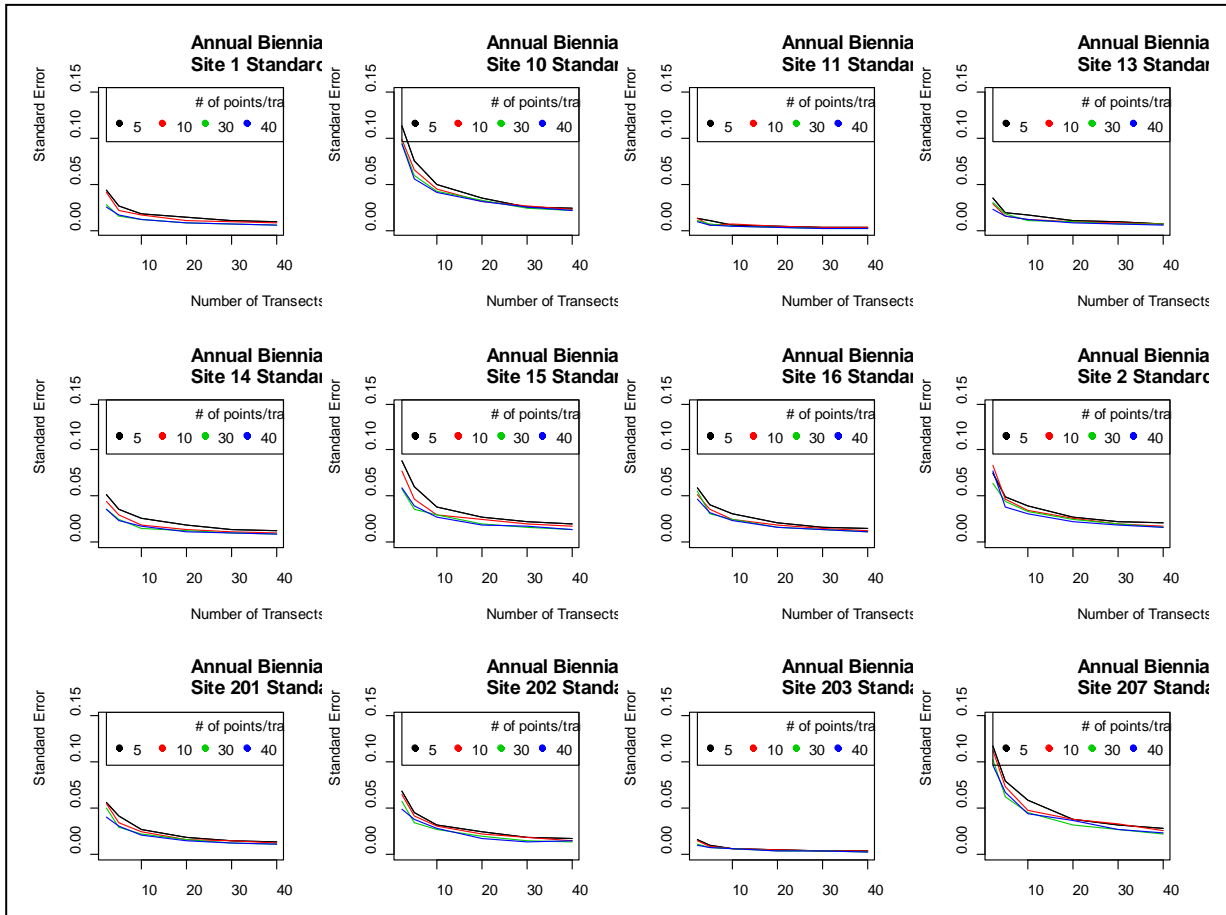 Annual Biennia
Site 1 Standard
Standard Error
0.15
0.10
0.05
0.00
# of points/tra
5 10 30 40
10 20 30 40
Number of Transects
Annual Biennia
Site 10 Standar
Standard Error
0.15
0.10
0.05
0.00
# of points/tra
5 10 30 40
10 20 30 40
Number of Transects
Annual Biennia
Site 11 Standar
Standard Error
0.15
0.10
0.05
0.00
# of points/tra
5 10 30 40
10 20 30 40
Number of Transects
Annual Biennia
Site 13 Standar
Standard Error
0.15
0.10
0.05
0.00
# of points/tra
5 10 30 40
10 20 30 40
Number of Transects
Annual Biennia
Site 14 Standar
Standard Error
0.15
0.10
0.05
0.00
# of points/tra
5 10 30 40
10 20 30 40
Number of Transects
Annual Biennia
Site 15 Standar
Standard Error
0.15
0.10
0.05
0.00
# of points/tra
5 10 30 40
10 20 30 40
Number of Transects
Annual Biennia
Site 16 Standar
Standard Error
0.15
0.10
0.05
0.00
# of points/tra
5 10 30 40
10 20 30 40
Number of Transects
Annual Biennia
Site 2 Standard
Standard Error
0.15
0.10
0.05
0.00
# of points/tra
5 10 30 40
10 20 30 40
Number of Transects
Annual Biennia
Site 201 Standa
Standard Error
0.15
0.10
0.05
0.00
# of points/tra
5 10 30 40
10 20 30 40
Annual Biennia
Site 202 Standa
Standard Error
0.15
0.10
0.05
0.00
# of points/tra
5 10 30 40
10 20 30 40
Annual Biennia
Site 203 Standa
Standard Error
0.15
0.10
0.05
0.00
# of points/tra
5 10 30 40
10 20 30 40
Annual Biennia
Site 207 Standa
Standard Error
0.15
0.10
0.05
0.00
# of points/tra
5 10 30 40
10 20 30 40